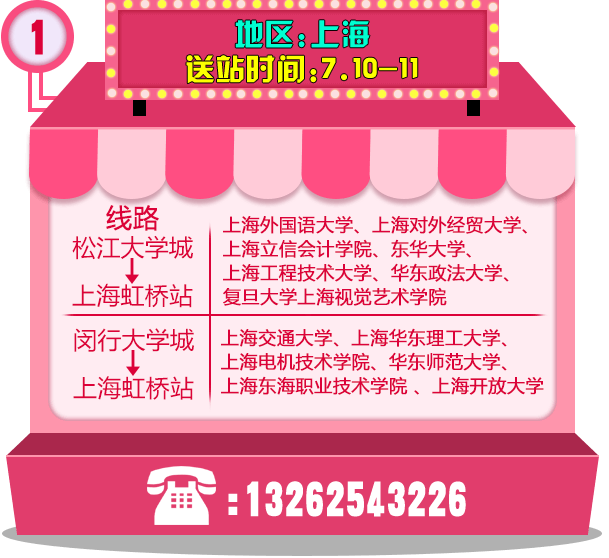 1
地区:上海
送站时间:7.10-11
线路
松江大学城
上海虹桥站
上海外国语大学、上海对外经贸大学、
上海立信会计学院、东华大学、
上海工程技术大学、华东政法大学、
复旦大学上海视觉艺术学院
闵行大学城
上海虹桥站
上海交通大学、上海华东理工大学、
上海电机技术学院、华东师范大学、
上海东海职业技术学院 、上海开放大学
:13262543226